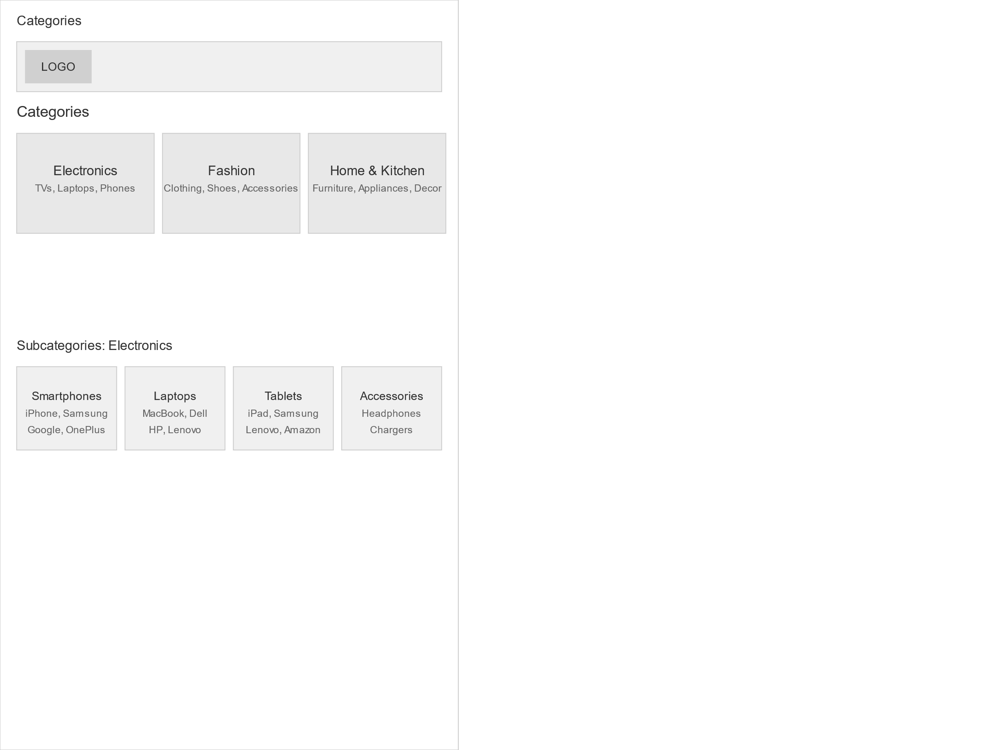 Categories
LOGO
Categories
Electronics
TVs, Laptops, Phones
Fashion
Clothing, Shoes, Accessories
Home & Kitchen
Furniture, Appliances, Decor
Subcategories: Electronics
Smartphones
iPhone, Samsung
Google, OnePlus
Laptops
MacBook, Dell
HP, Lenovo
Tablets
iPad, Samsung
Lenovo, Amazon
Accessories
Headphones
Chargers